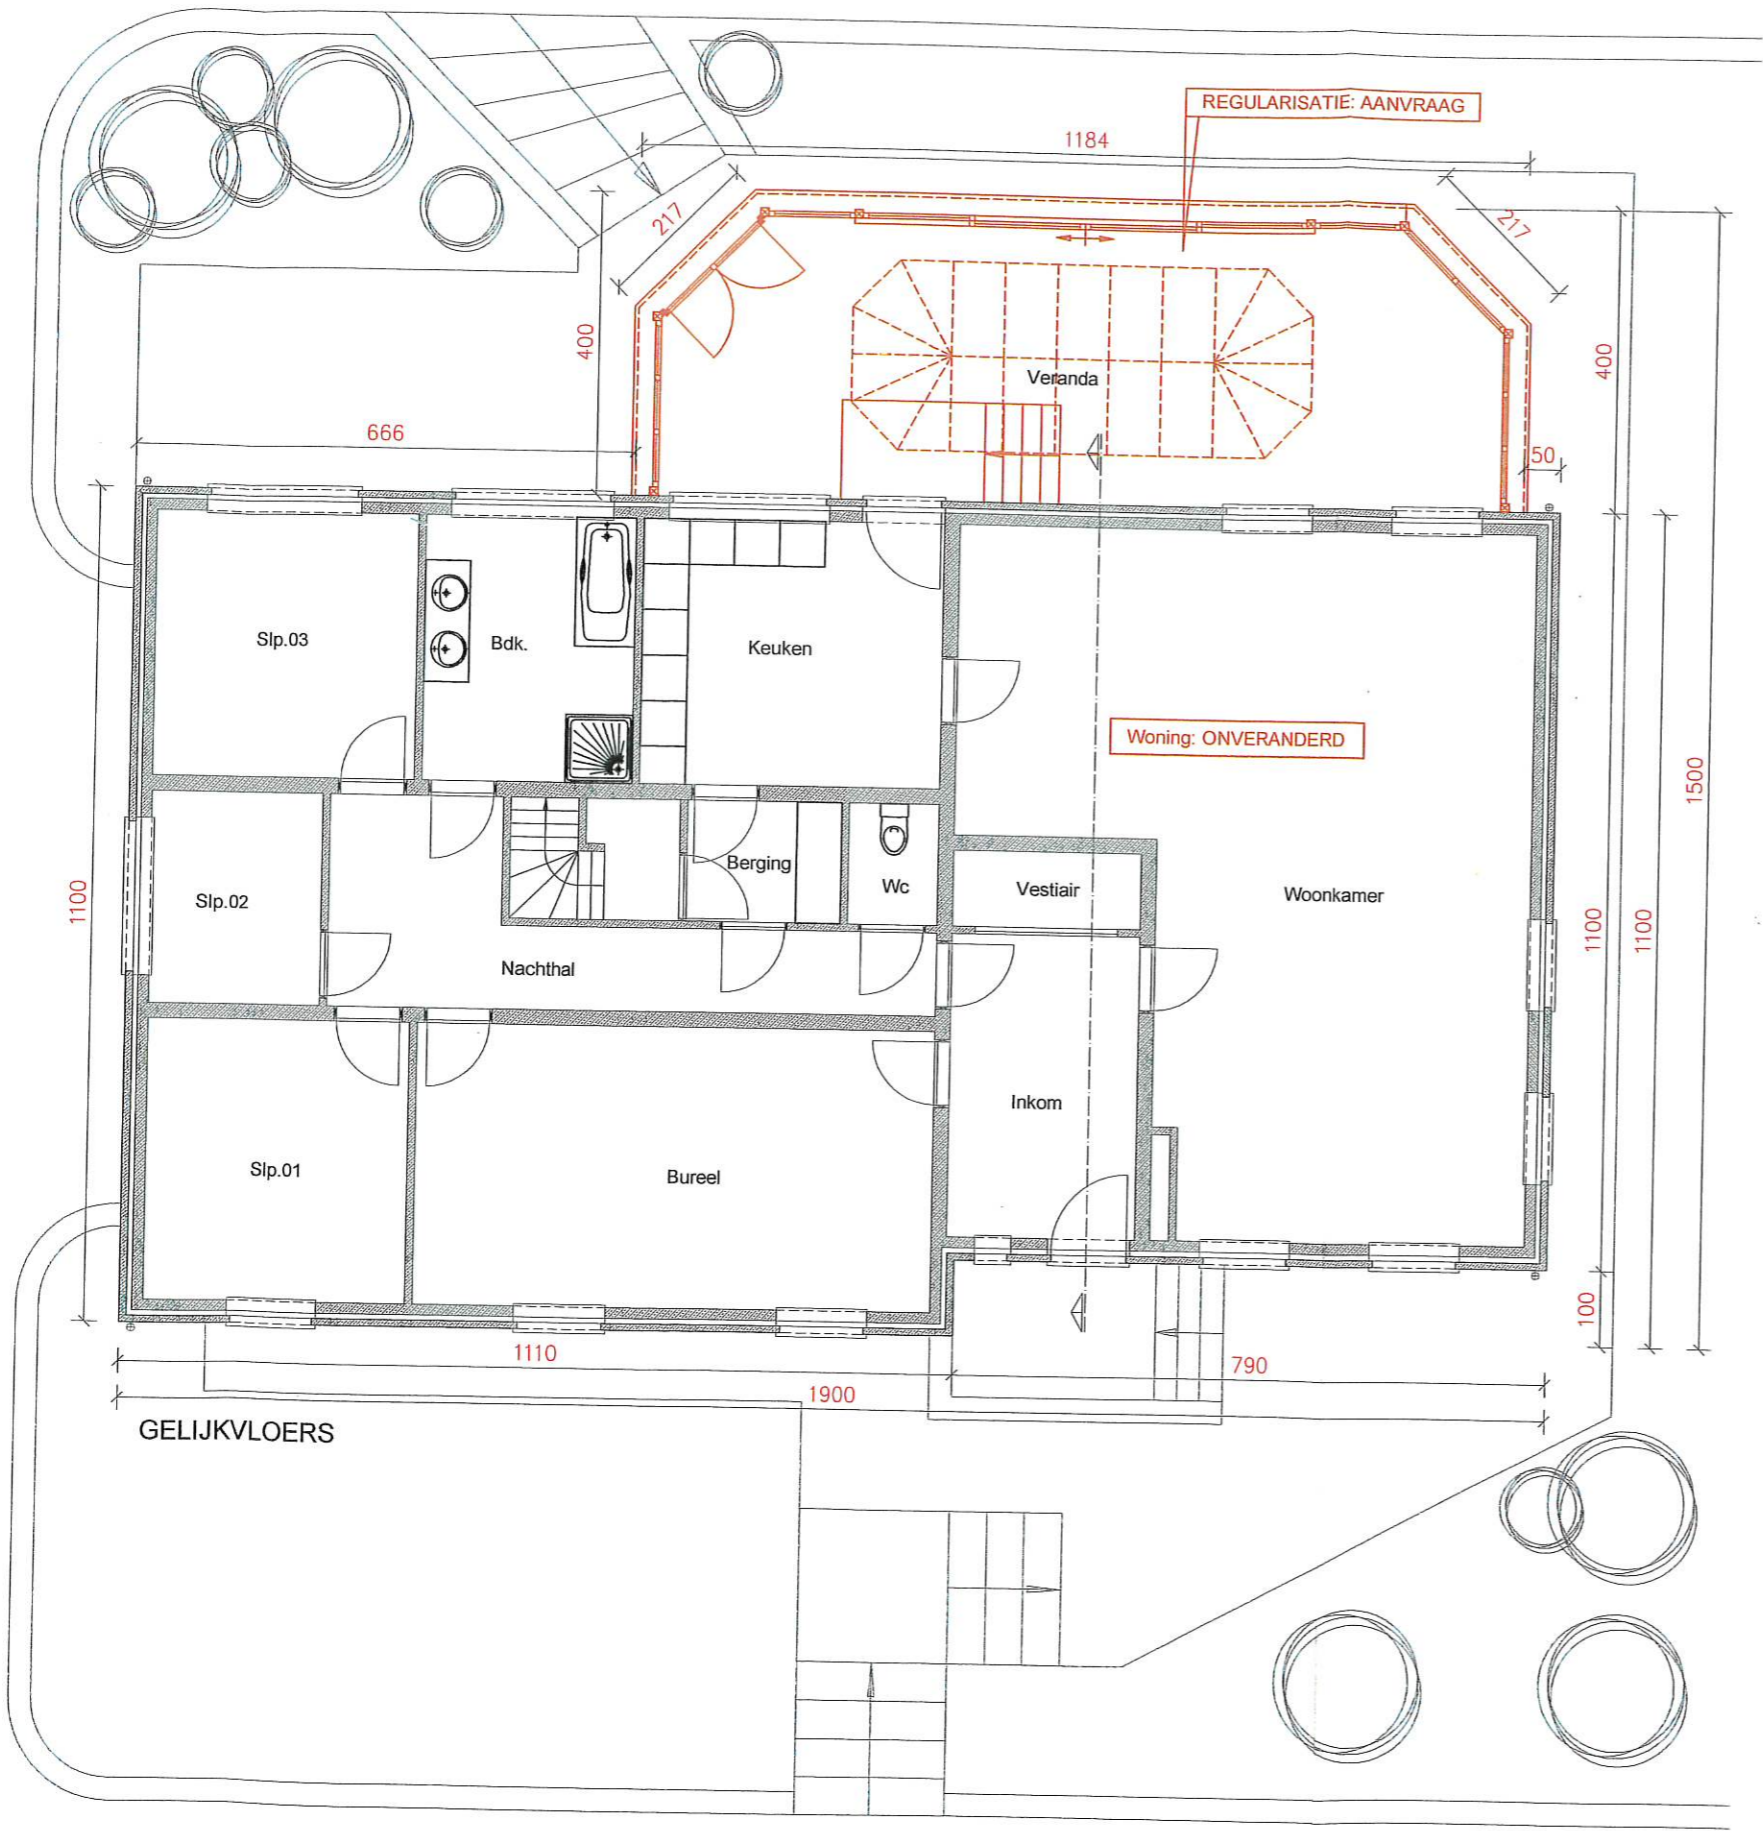 REGULARISATIE: AANVRAAG
1184
217
217
400
400
Veranda
666
50
Slp.03
Bdk.
Keuken
Woning: ONVERANDERD
1500
1100
Slp.02
Berging
Wc
Vestiair
Woonkamer
1100
1100
Nachthal
Inkom
Slp.01
Bureel
100
1110
790
1900
GELIJKVLOERS